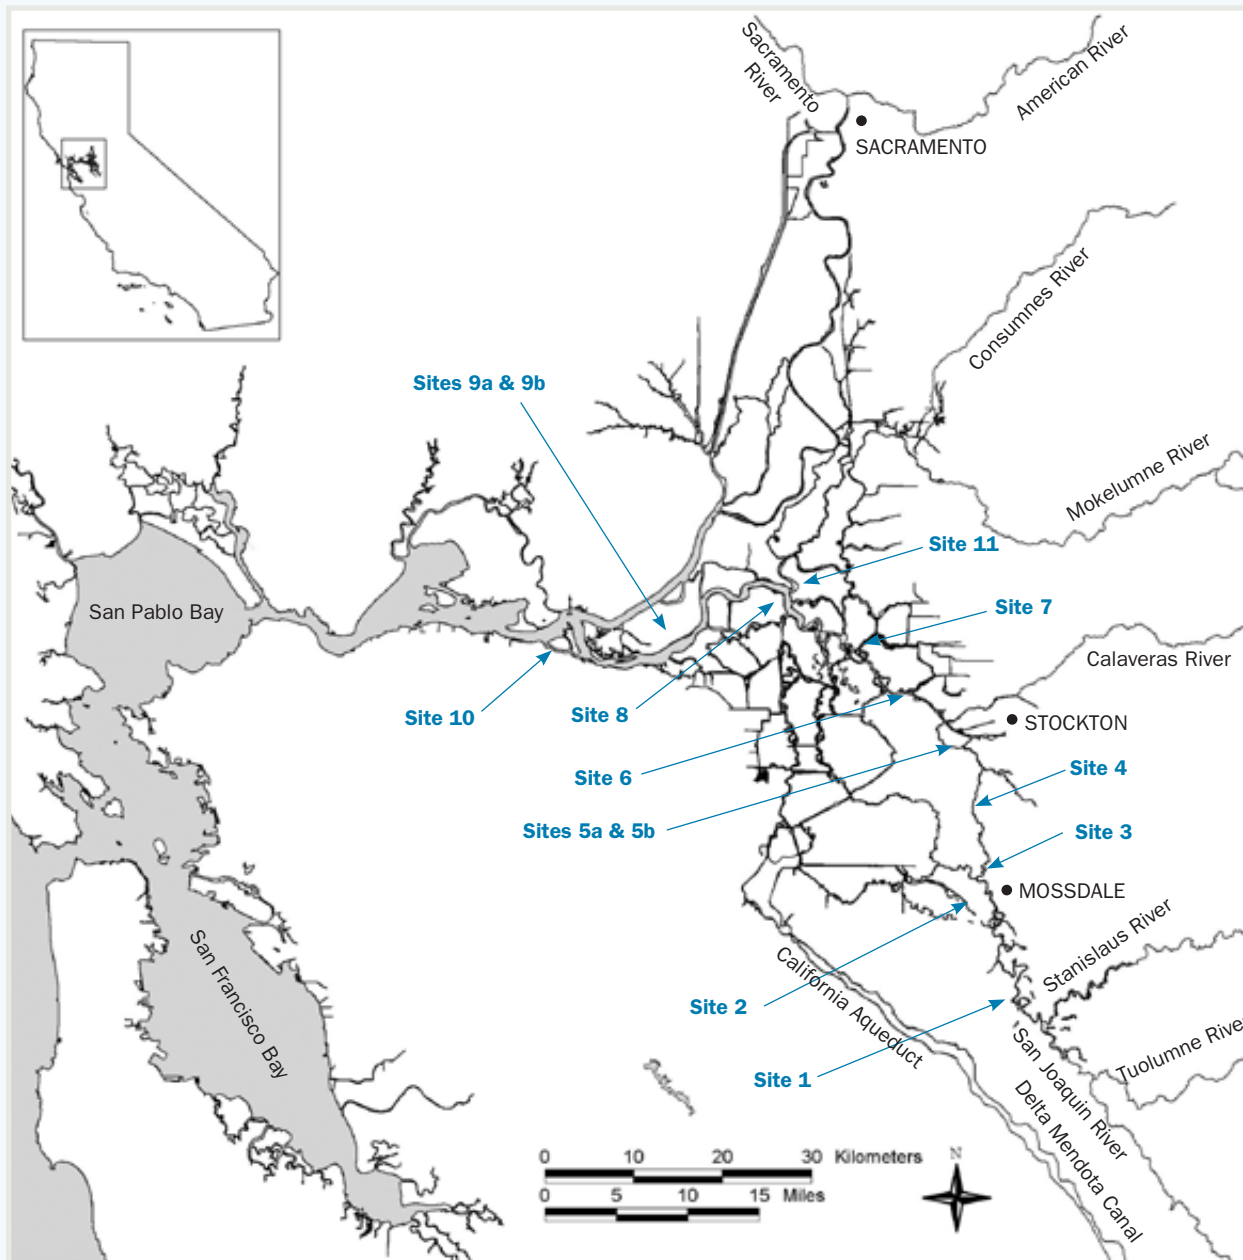 Sacramento
River
American River
SACRAMENTO
Consumnes River
Sites 9a & 9b
Mokelumne River
Site 11
San Pablo Bay
Site 7
Calaveras River
Site 10
Site 8
STOCKTON
Site 6
Site 4
Sites 5a & 5b
Site 3
MOSSDALE
Stanislaus River
San Francisco Bay
Site 2
California Aqueduct
Site 1
Tuolumne River
San Joaquin River
Delta Mendota Canal
N
0 10 20 30 Kilometers
0 5 10 15 Miles